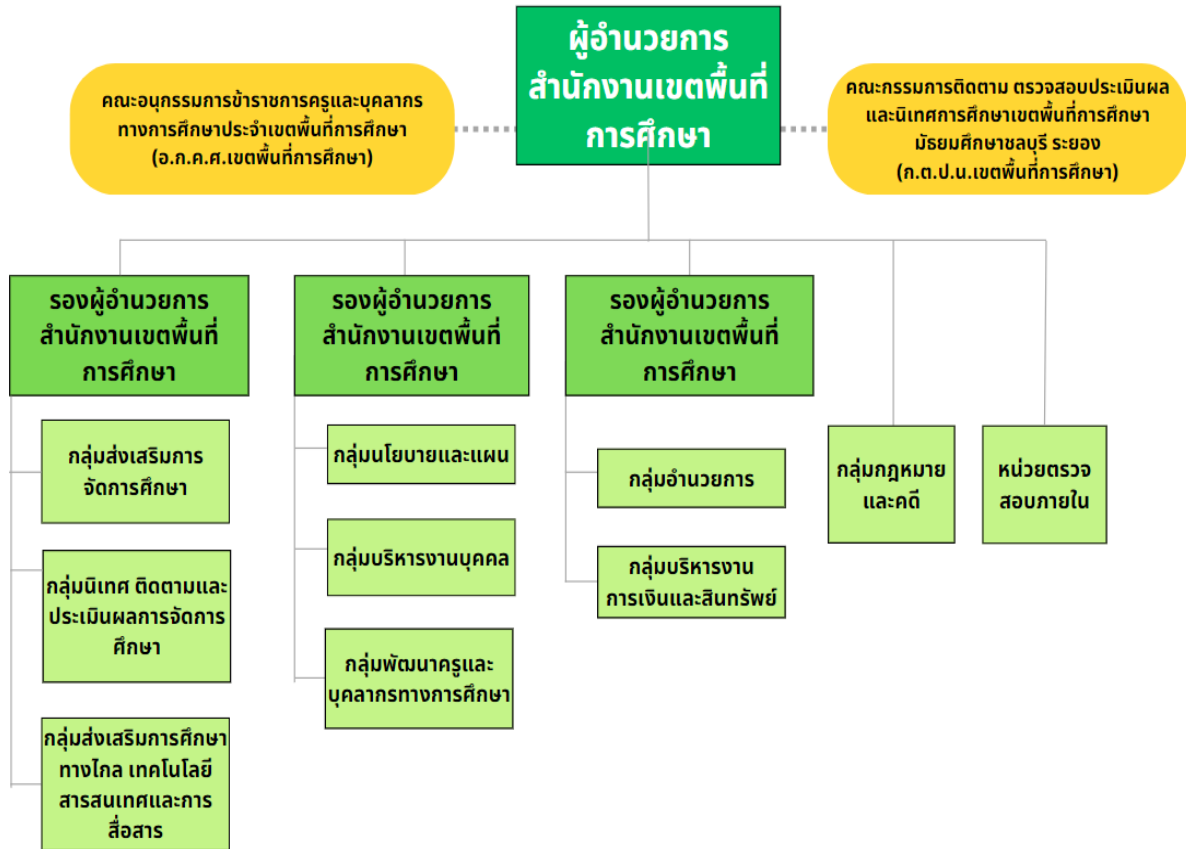 ผู้อำนวยการ
สำนักงานเขตพื้นที่
การศึกษา
คณะอนุกรรมการข้าราชการครูและบุคลากร
ทางการศึกษาประจำเขตพื้นที่การศึกษา
(อ.ก.ค.ศ.เขตพื้นที่การศึกษา)
คณะกรรมการติดตาม ตรวจสอบประเมินผล
และนิเทศการศึกษาเขตพื้นที่การศึกษา
มัธยมศึกษาชลบุรี ระยอง
(ก.ต.ป.น.เขตพื้นที่การศึกษา)
รองผู้อำนวยการ
สำนักงานเขตพื้นที่
การศึกษา
กลุ่มส่งเสริมการ
จัดการศึกษา
กลุ่มนิเทศ ติดตามและ
ประเมินผลการจัดการ
ศึกษา
กลุ่มส่งเสริมการศึกษา
ทางไกล เทคโนโลยี
สารสนเทศและการ
สื่อสาร
รองผู้อำนวยการ
สำนักงานเขตพื้นที่
การศึกษา
กลุ่มนโยบายและแผน
กลุ่มบริหารงานบุคคล
กลุ่มพัฒนาครูและ
บุคลากรทางการศึกษา
รองผู้อำนวยการ
สำนักงานเขตพื้นที่
การศึกษา
กลุ่มอำนวยการ
กลุ่มบริหารงาน
การเงินและสินทรัพย์
กลุ่มกฎหมาย
และคดี
หน่วยตรวจ
สอบภายใน